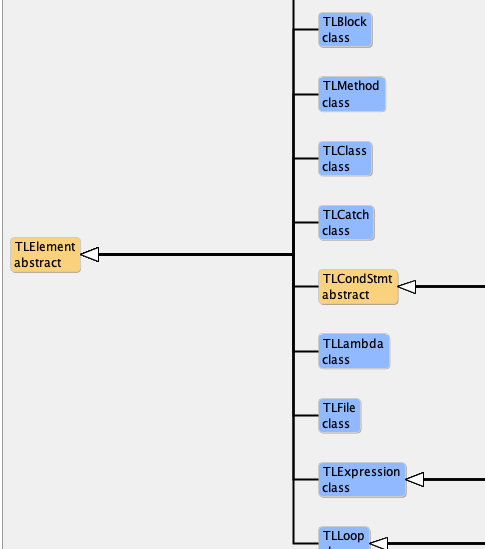 TLBlock
class
TLMethod
class
TLClass
class
TLCatch
class
TLElement
abstract
TLCondStmt
abstract
TLLambda
class
TLFile
class
TLExpression
class
TLLoop